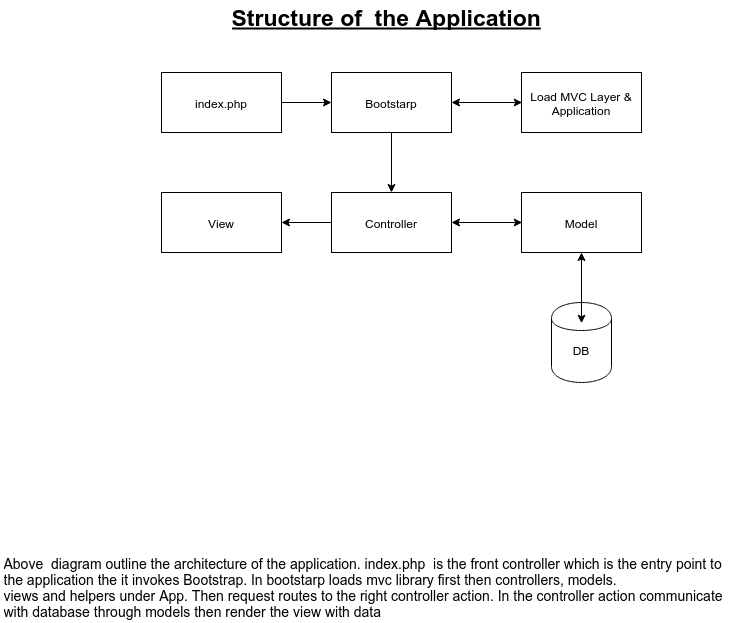 Structure of  the Application
index.php
Bootstarp
Load MVC Layer &
Application
View
Controller
Model
DB
Above  diagram outline the architecture of the application. index.php  is the front controller which is the entry point to
the application the it invokes Bootstrap. In bootstarp loads mvc library first then controllers, models.
views and helpers under App. Then request routes to the right controller action. In the controller action communicate
with database through models then render the view with data